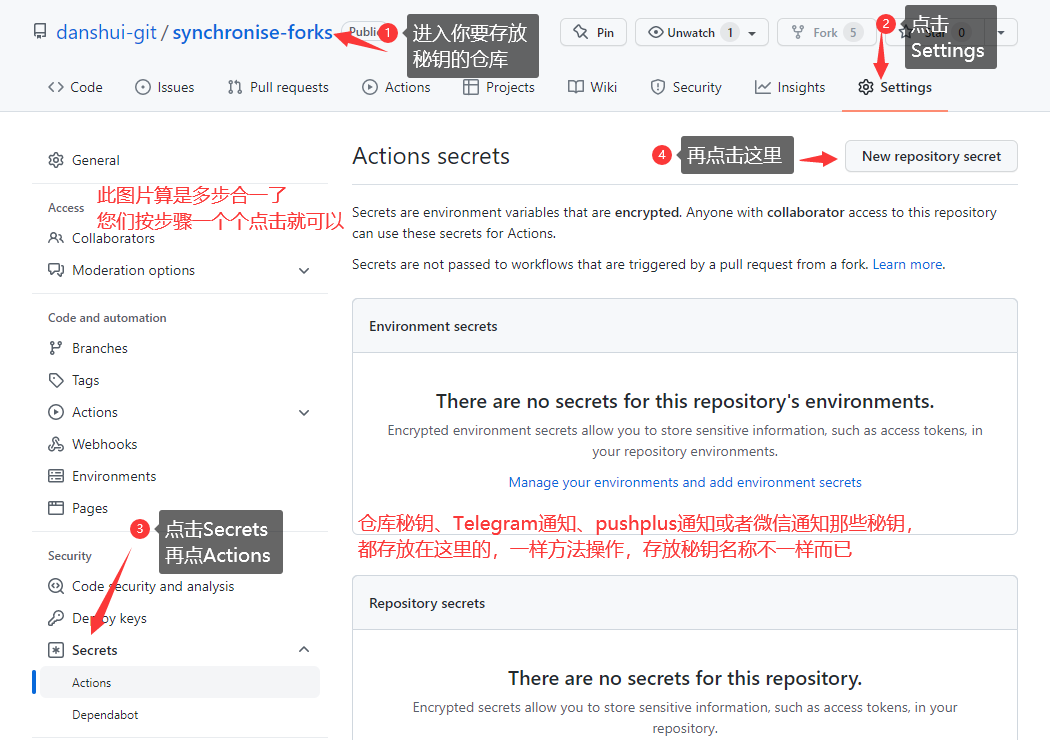 danshui-git / synchronise-forks
Publi
1
进入你要存放
秘钥的仓库
Pin
Unwatch 1
Fork 5
2
点击
Settings
Star 0
Code
Issues
Pull requests
Actions
Projects
Wiki
Security
Insights
Settings
General
此图片算是多步合一了
您们按步骤一个个点击就可以
Access
Collaborators
Moderation options
Code and automation
Branches
Tags
Actions
Webhooks
Environments
Pages
3
点击Secrets
再点Actions
Security
Code security and analysis
Deploy keys
Secrets
Actions
Dependabot
Actions secrets
4
再点击这里
New repository secret
Secrets are environment variables that are encrypted. Anyone with collaborator access to this repository
can use these secrets for Actions.
Secrets are not passed to workflows that are triggered by a pull request from a fork. Learn more.
Environment secrets
There are no secrets for this repository's environments.
Encrypted environment secrets allow you to store sensitive information, such as access tokens, in
your repository environments.
Manage your environments and add environment secrets
仓库秘钥、Telegram通知、pushplus通知或者微信通知那些秘钥，
都存放在这里的，一样方法操作，存放秘钥名称不一样而已
Repository secrets
There are no secrets for this repository.
Encrypted secrets allow you to store sensitive information, such as access tokens, in your
repository.